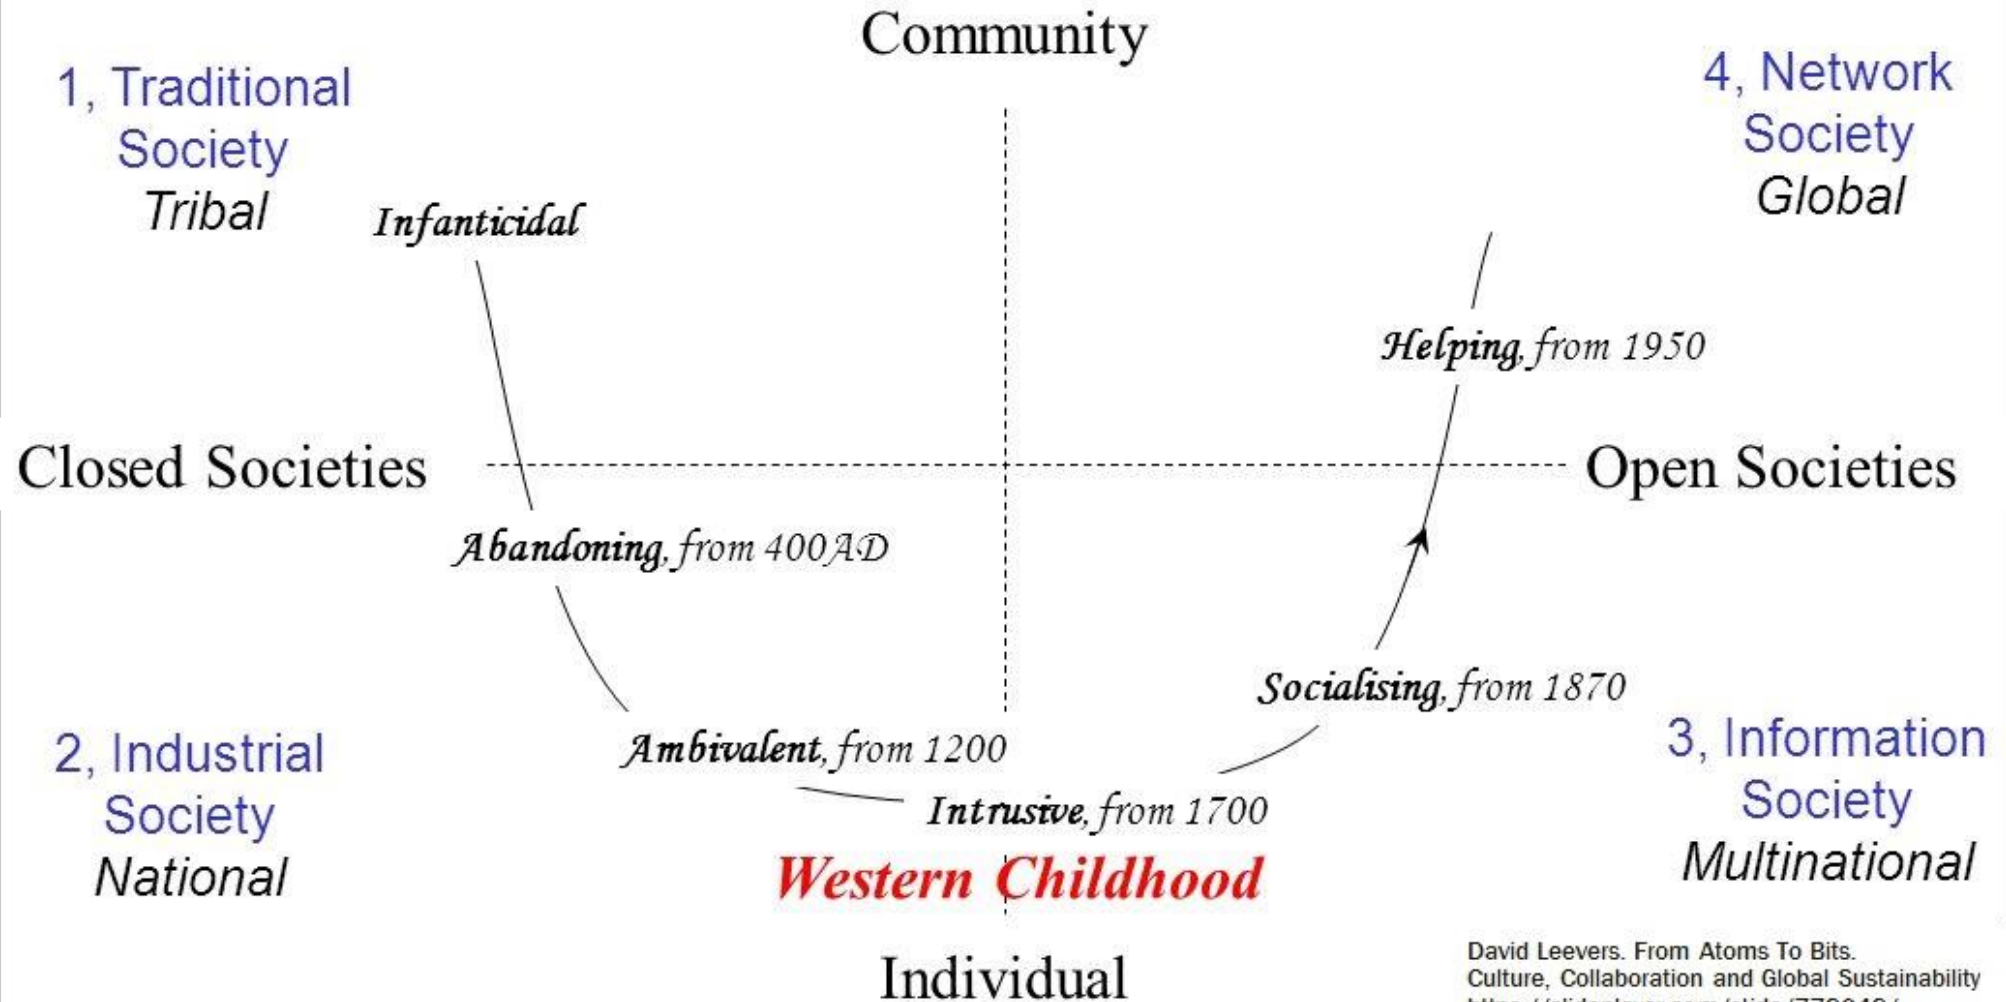 Community
1, Traditional
Society
Tribal
4, Network
Society
Global
Infanticidal
Helping, from 1950
Closed Societies
Open Societies
Abandoning, from 400AD
Socialising, from 1870
Ambivalent, from 1200
Intrusive, from 1700
2, Industrial
Society
National
3, Information
Society
Multinational
Western Childhood
Individual
David Leevers. From Atoms To Bits.
Culture, Collaboration and Global Sustainability